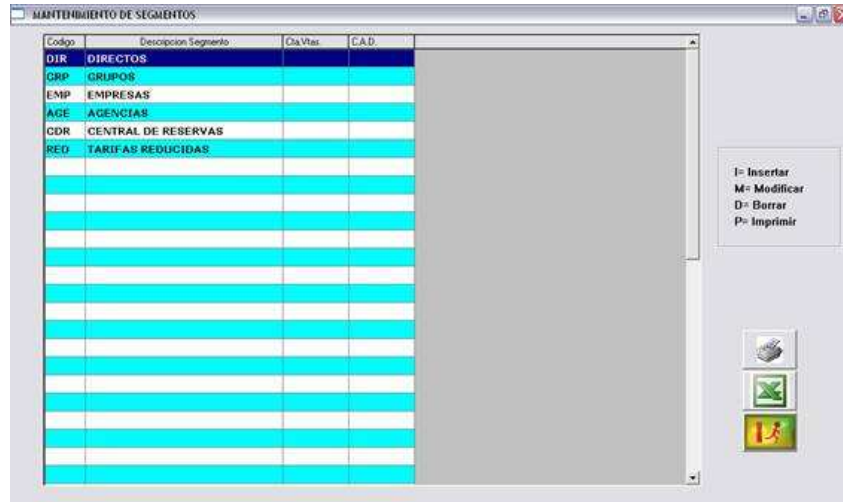 MANTENIMIENTO DE SEGMENTOS
Codigo Descripcion Segmento Cta.Vtas. C.A.D.
DIR DIRECTOS
GRP GRUPOS
EMP EMPRESAS
AGE AGENCIAS
CDR CENTRAL DE RESERVAS
RED TARIFAS REDUCIDAS
I= Insertar
M= Modificar
D= Borrar
P= Imprimir